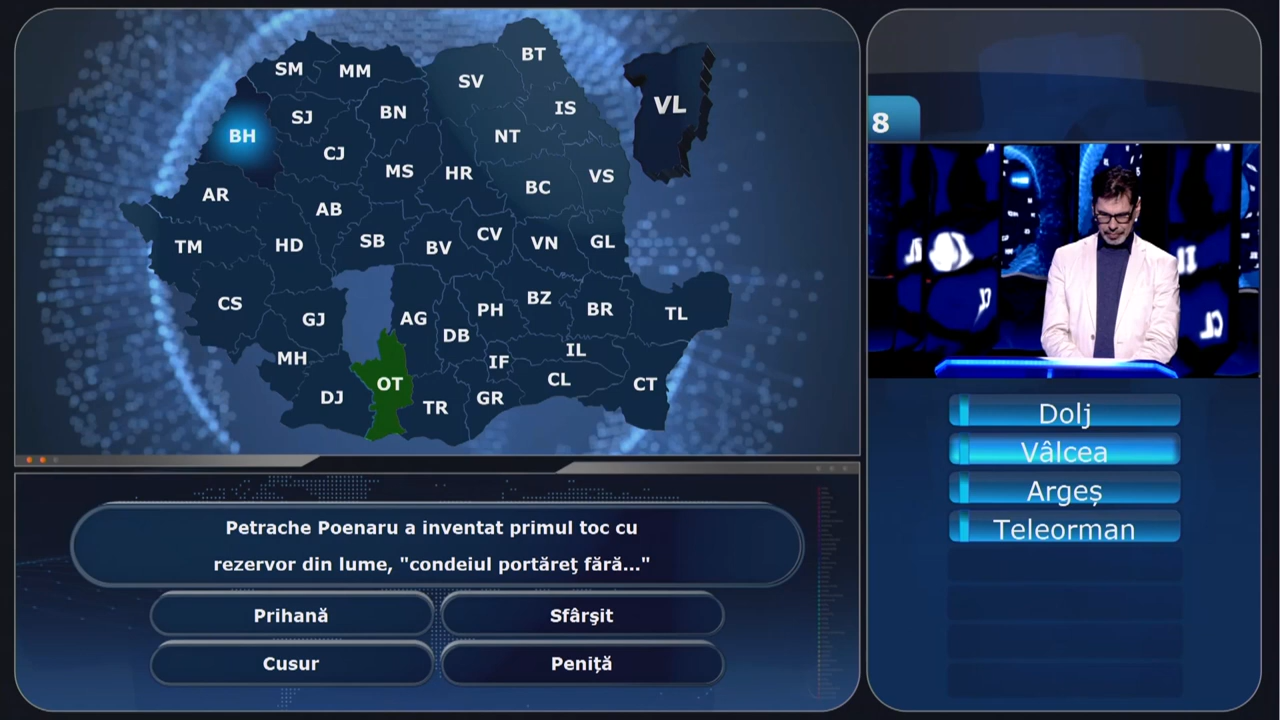 BT
SM
MM
SV
VL
IS
BN
SJ
8
BH
NT
CJ
MS
HR
VS
BC
AR
AB
CV
SB
GL
VN
TM
HD
BV
BZ
CS
PH
BR
TL
GJ
AG
DB
IL
MH
IF
CL
OT
CT
DJ
GR
TR
Dolj
Vâlcea
Argeș
Teleorman
Petrache Poenaru a inventat primul toc cu
rezervor din lume, "condeiul portăreţ fără..."
Prihană
Sfârşit
Cusur
Peniţă